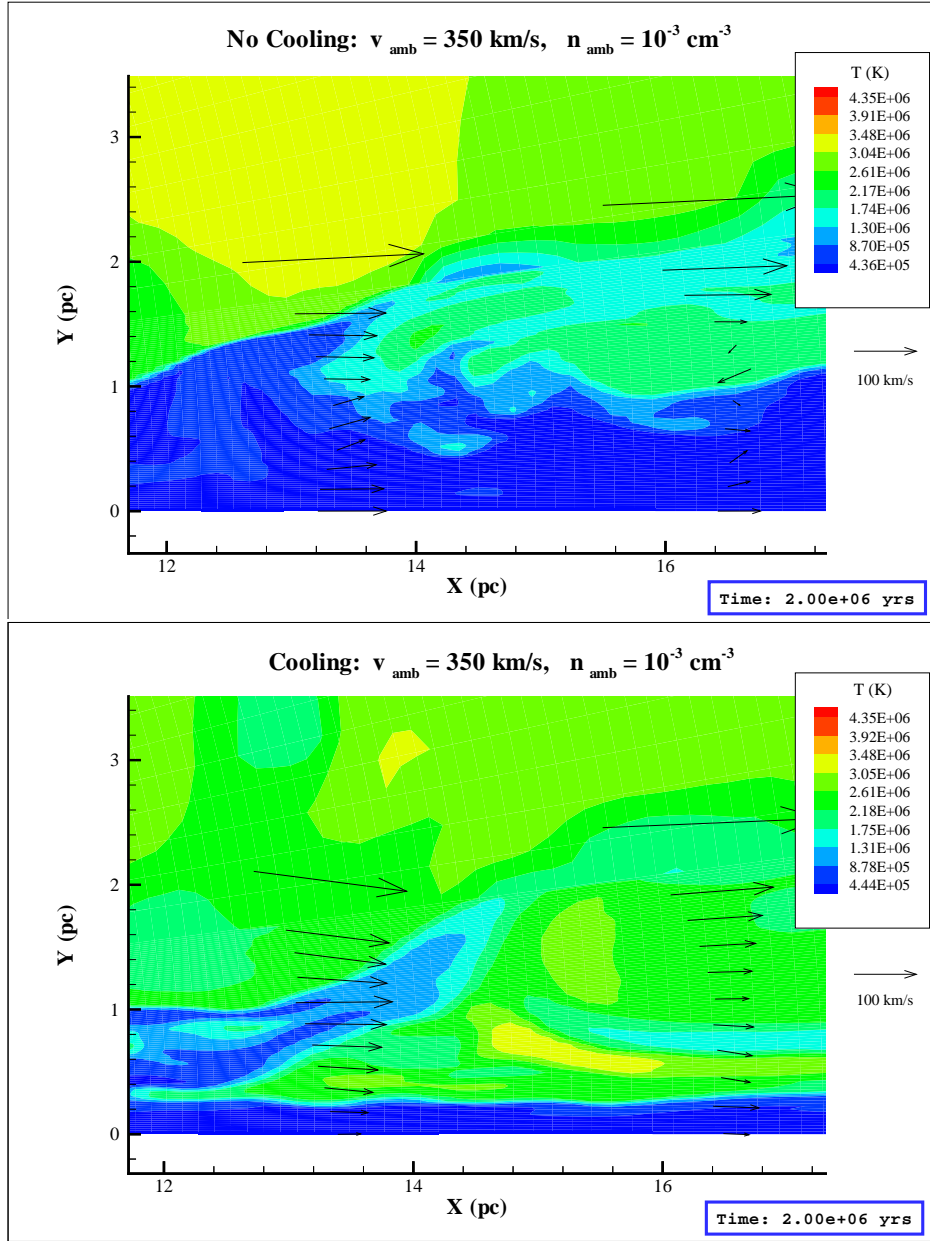 No Cooling: v amb = 350 km/s, n amb = 10-3 cm-3
T (K)
4.35E+06
3.91E+06
3.48E+06
3.04E+06
2.61E+06
2.17E+06
1.74E+06
1.30E+06
8.70E+05
4.36E+05
3
2
1
0
Y (pc)
100 km/s
12
14
16
X (pc)
Time: 2.00e+06 yrs
Cooling: v amb = 350 km/s, n amb = 10-3 cm-3
T (K)
4.35E+06
3.92E+06
3.48E+06
3.05E+06
2.61E+06
2.18E+06
1.75E+06
1.31E+06
8.78E+05
4.44E+05
3
2
1
0
Y (pc)
100 km/s
12
14
16
X (pc)
Time: 2.00e+06 yrs